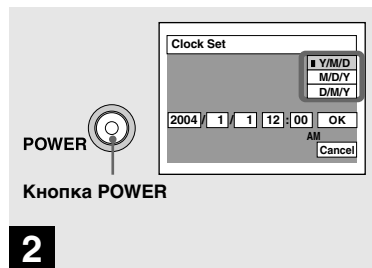 Clock Set
Y/M/D
M/D/Y
D/M/Y
2004 / 1 / 1 12 : 00 OK
AM
Cancel
POWER
Кнопка POWER
2